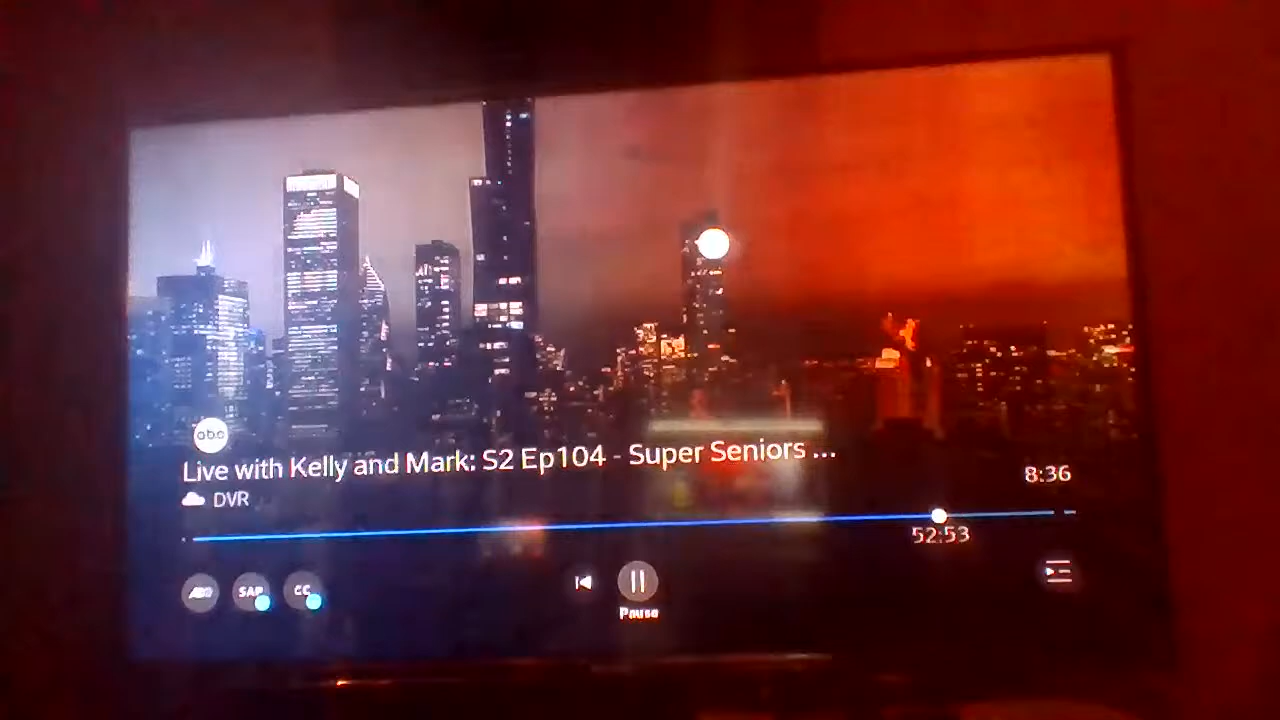 abc
Live with Kelly and Mark: S2 Ep104 - Super Seniors ...
8:36
DVR
52:53
SAP
CC
Pause